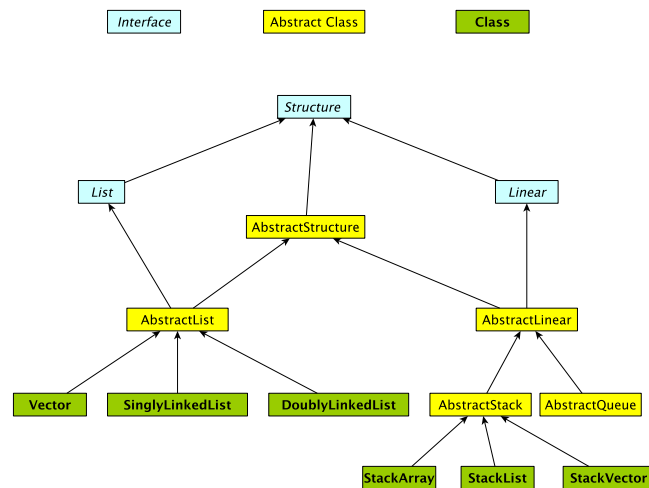 Interface
Abstract Class
Class
Structure
List
Linear
AbstractStructure
AbstractList
AbstractLinear
Vector
SinglyLinkedList
DoublyLinkedList
AbstractStack
AbstractQueue
StackArray
StackList
StackVector